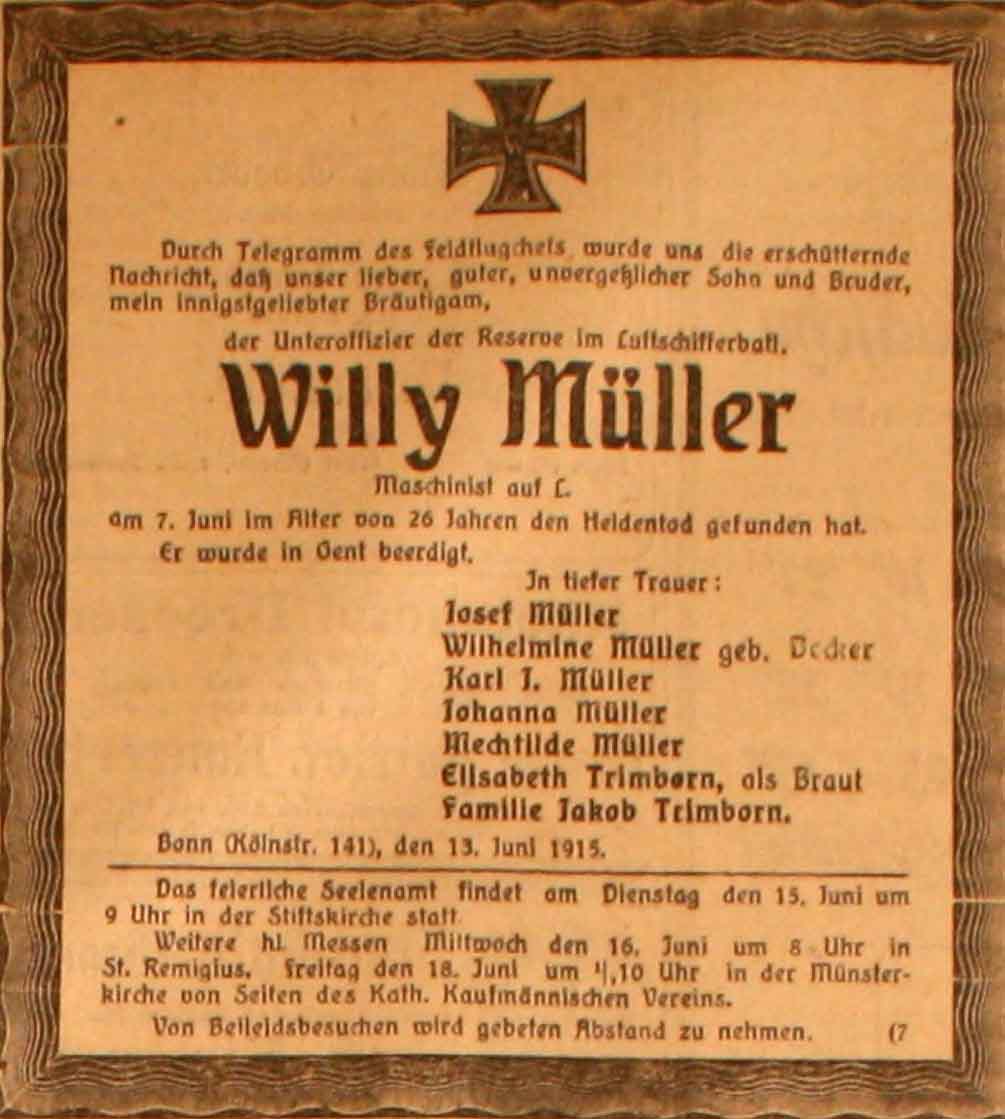 Durch Telegramm des Feldflugchefs wurde uns die erschütternde
Nachricht, daß unser lieber, guter, unvergeßlicher Sohn und Bruder,
mein innigstgeliebter Bräutigam,
der Unteroffizier der Reserve im Luftschifferbatl.
Willy Müller
Maschinist auf L.
am 7. Juni im Alter von 26 Jahren den Heldentod gefunden hat.
Er wurde in Gent beerdigt.
In tiefer Trauer:
Josef Müller
Wilhelmine Müller geb. Decker
Karl J. Müller
Johanna Müller
Mechtilde Müller
Elisabeth Trimborn, als Braut
Familie Jakob Trimborn.
Bonn (Kölnstr. 141), den 13. Juni 1915.
Das feierliche Seelenamt findet am Dienstag den 15. Juni um
9 Uhr in der Stiftskirche statt
Weitere hl. Messen Mittwoch den 16. Juni um 8 Uhr in
St. Remigius, Freitag den 18. Juni um 10 Uhr in der Münster-
kirche von Seiten des Kath. Kaufmännischen Vereins.
Von Beileidsbesuchen wird gebeten Abstand zu nehmen. (7